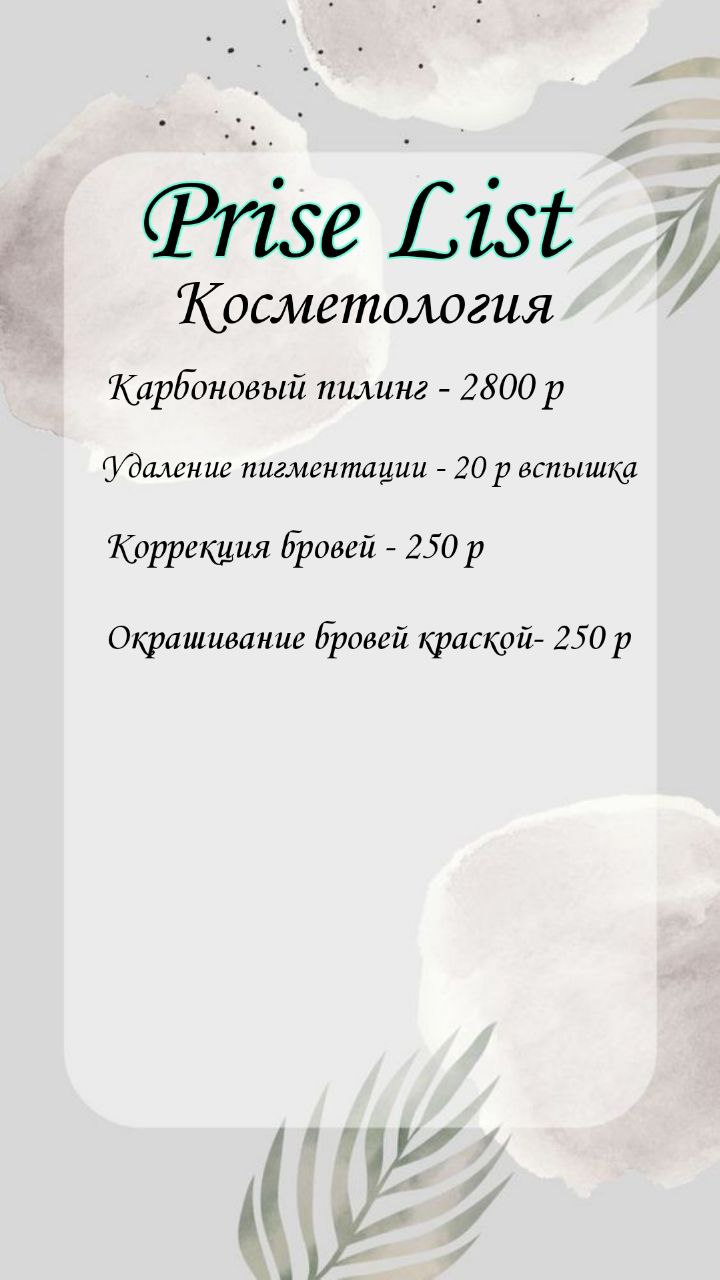 Prise List
Косметология
Карбоновый пилинг - 2800 р
Удаление пигментации - 20 р вспышка
Коррекция бровей - 250 р
Окрашивание бровей краской- 250 р